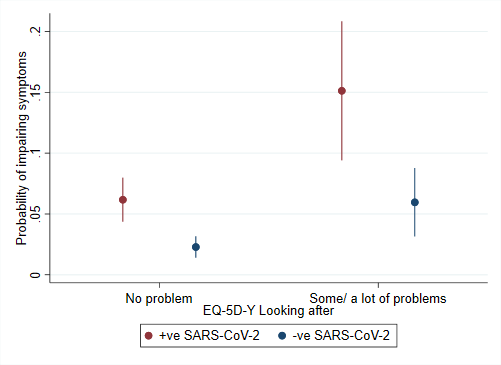 Probability of impairing symptoms
.2
.15
.1
.05
0
No problem
Some/ a lot of problems
EQ-5D-Y Looking after
+ve SARS-CoV-2
-ve SARS-CoV-2